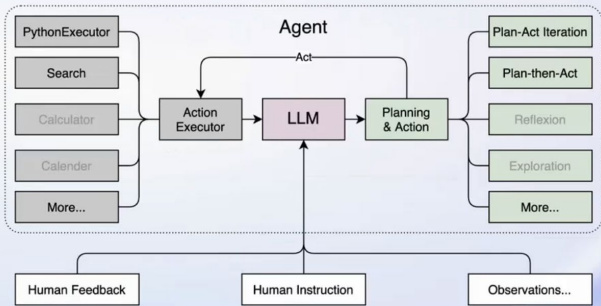 Agent
PythonExecutor
Plan-Act Iteration
Act
Search
Plan-then-Act
Calculator
Action
Executor
LLM
Planning
& Action
Reflexion
Calender
Exploration
More...
More...
Human Feedback
Human Instruction
Observations...